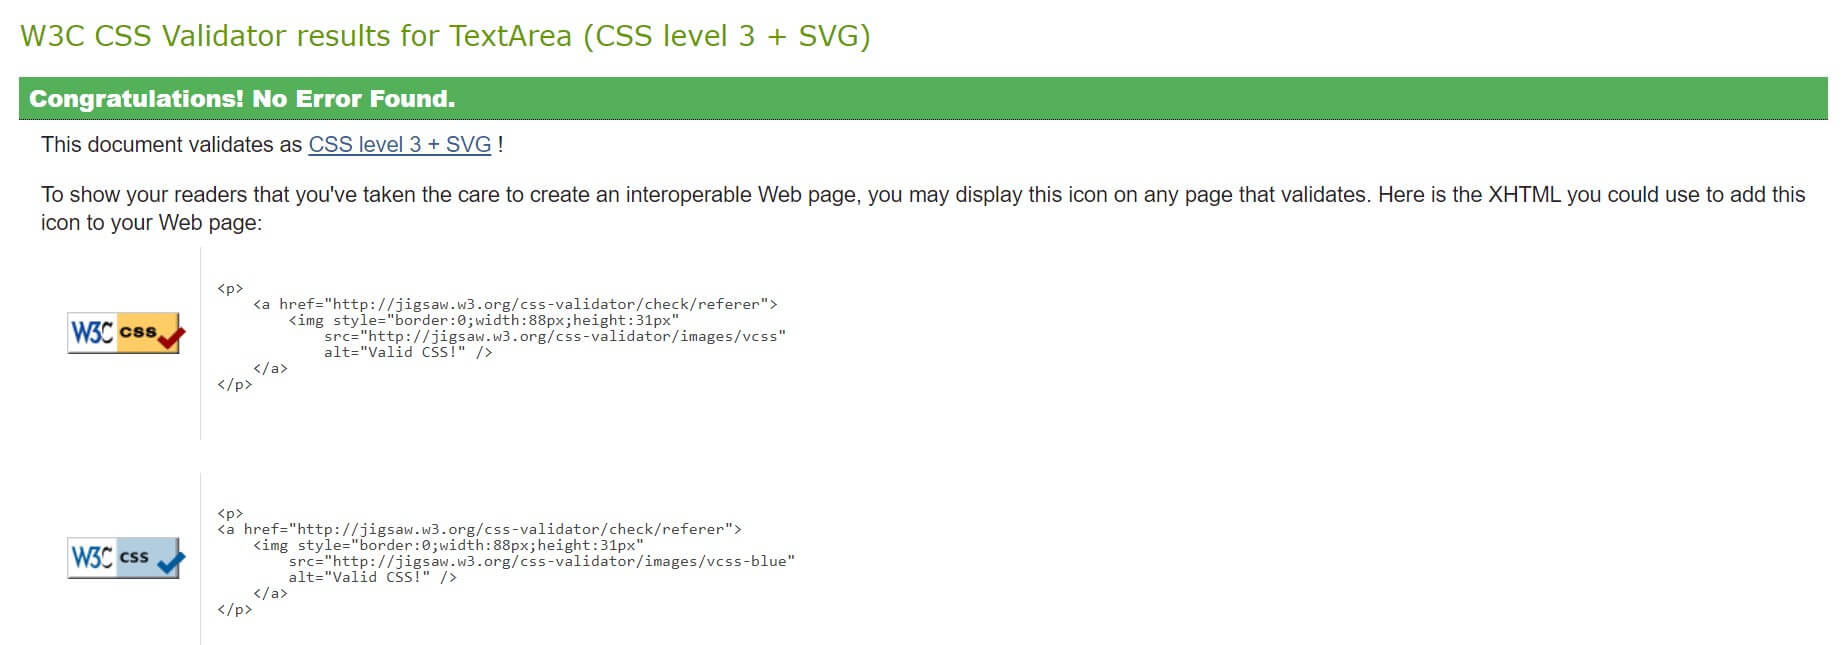 W3C CSS Validator results for TextArea (CSS level 3 + SVG)
Congratulations! No Error Found.
This document validates as CSS level 3 + SVG !
To show your readers that you've taken the care to create an interoperable Web page, you may display this icon on any page that validates. Here is the XHTML you could use to add this
icon to your Web page:
W3C css
<p>
    <a href="http://jigsaw.w3.org/css-validator/check/referer">
        <img style="border:0;width:88px;height:31px"
            src="http://jigsaw.w3.org/css-validator/images/vcss"
            alt="Valid CSS!" />
    </a>
</p>
W3C css
<p>
<a href="http://jigsaw.w3.org/css-validator/check/referer">
    <img style="border:0;width:88px;height:31px"
        src="http://jigsaw.w3.org/css-validator/images/vcss-blue"
        alt="Valid CSS!" />
    </a>
</p>